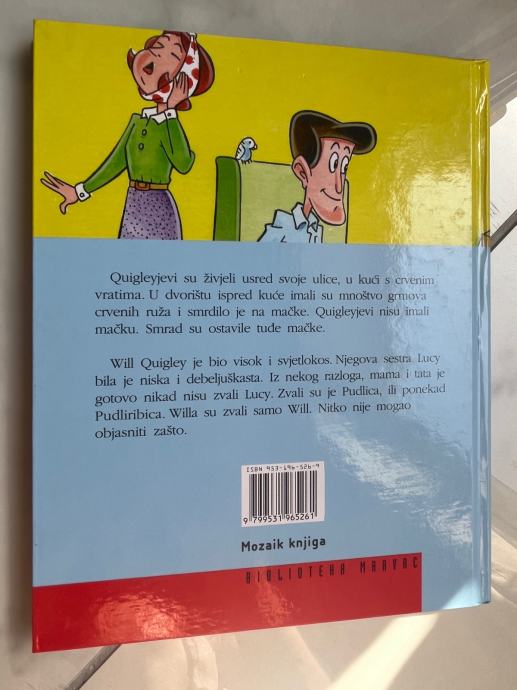 Quigleyjevi su živjeli usred svoje ulice, u kući s crvenim
vratima. U dvorištu ispred kuće imali su mnoštvo grmova
crvenih ruža i smrdilo je na mačke. Quigleyjevi nisu imali
mačku. Smrad su ostavile tuđe mačke.
Will Quigley je bio visok i svjetlokos. Njegova sestra Lucy
bila je niska i debeljuškasta. Iz nekog razloga, mama i tata je
gotovo nikad nisu zvali Lucy. Zvali su je Pudlica, ili ponekad
Pudliribica. Willa su zvali samo Will. Nitko nije mogao
objasniti zašto.
ISBN 953-196-526-9
9 799531 965261
Mozaik knjiga
BIBLIOTEKA MRAVAC